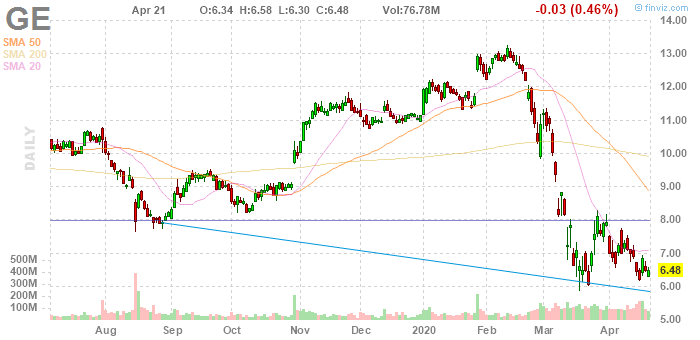 GE Apr 21 O:6.34 H:6.58 L:6.30 C:6.48 Vol:76.78M -0.03 (0.46%) © finviz.com
SMA 50
SMA 200
SMA 20
DAILY
13.00
12.00
11.00
10.00
9.00
8.00
7.00
6.48
6.00
5.00
500M
400M
300M
200M
100M
Aug Sep Oct Nov Dec 2020 Feb Mar Apr